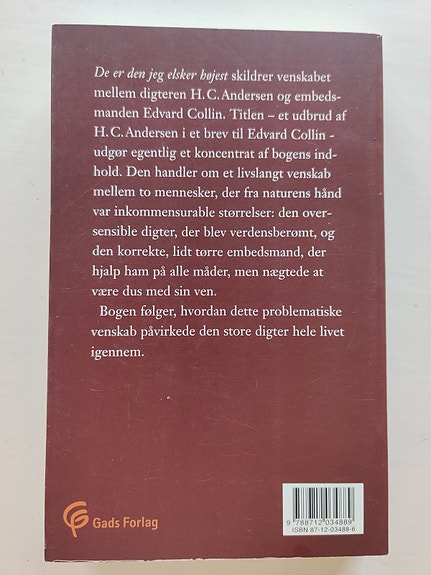 De er den jeg elsker højest skildrer venskabet
mellem digteren H. C. Andersen og embeds-
manden Edvard Collin. Titlen – et udbrud af
H. C. Andersen i et brev til Edvard Collin -
udgør egentlig et koncentrat af bogens ind-
hold. Den handler om et livslangt venskab
mellem to mennesker, der fra naturens hånd
var inkommensurable størrelser: den over-
sensible digter, der blev verdensberømt, og
den korrekte, lidt tørre embedsmand, der
hjalp ham på alle måder, men nægtede at
være dus med sin ven.
Bogen følger, hvordan dette problematiske
venskab påvirkede den store digter hele livet
igennem.
Gads Forlag
9 788712 034889
ISBN 87-12-03488-6